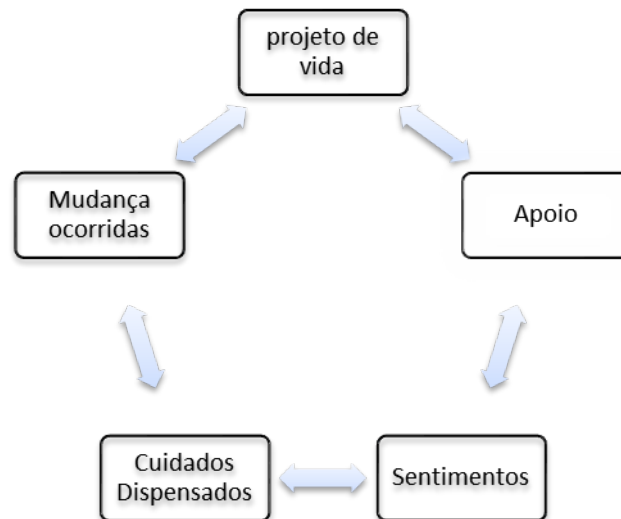 projeto de
vida
Mudança
ocorridas
Apoio
Cuidados
Dispensados
Sentimentos